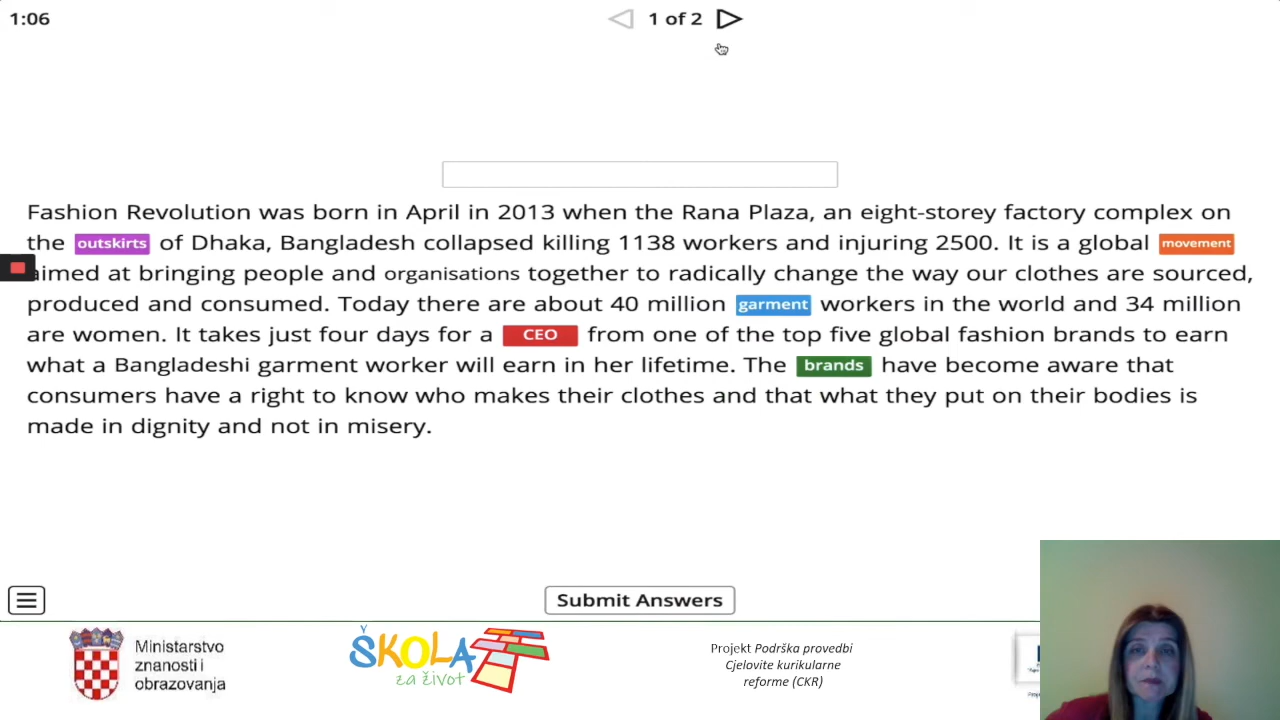 1:06
1 of 2
Fashion Revolution was born in April in 2013 when the Rana Plaza, an eight-storey factory complex on
the outskirts of Dhaka, Bangladesh collapsed killing 1138 workers and injuring 2500. It is a global movement
aimed at bringing people and organisations together to radically change the way our clothes are sourced,
produced and consumed. Today there are about 40 million garment workers in the world and 34 million
are women. It takes just four days for a CEO from one of the top five global fashion brands to earn
what a Bangladeshi garment worker will earn in her lifetime. The brands have become aware that
consumers have a right to know who makes their clothes and that what they put on their bodies is
made in dignity and not in misery.
Submit Answers
Ministarstvo
znanosti i
obrazovanja
ŠKOLA
za život
Projekt Podrška provedbi
Cjelovite kurikularne
reforme (CKR)